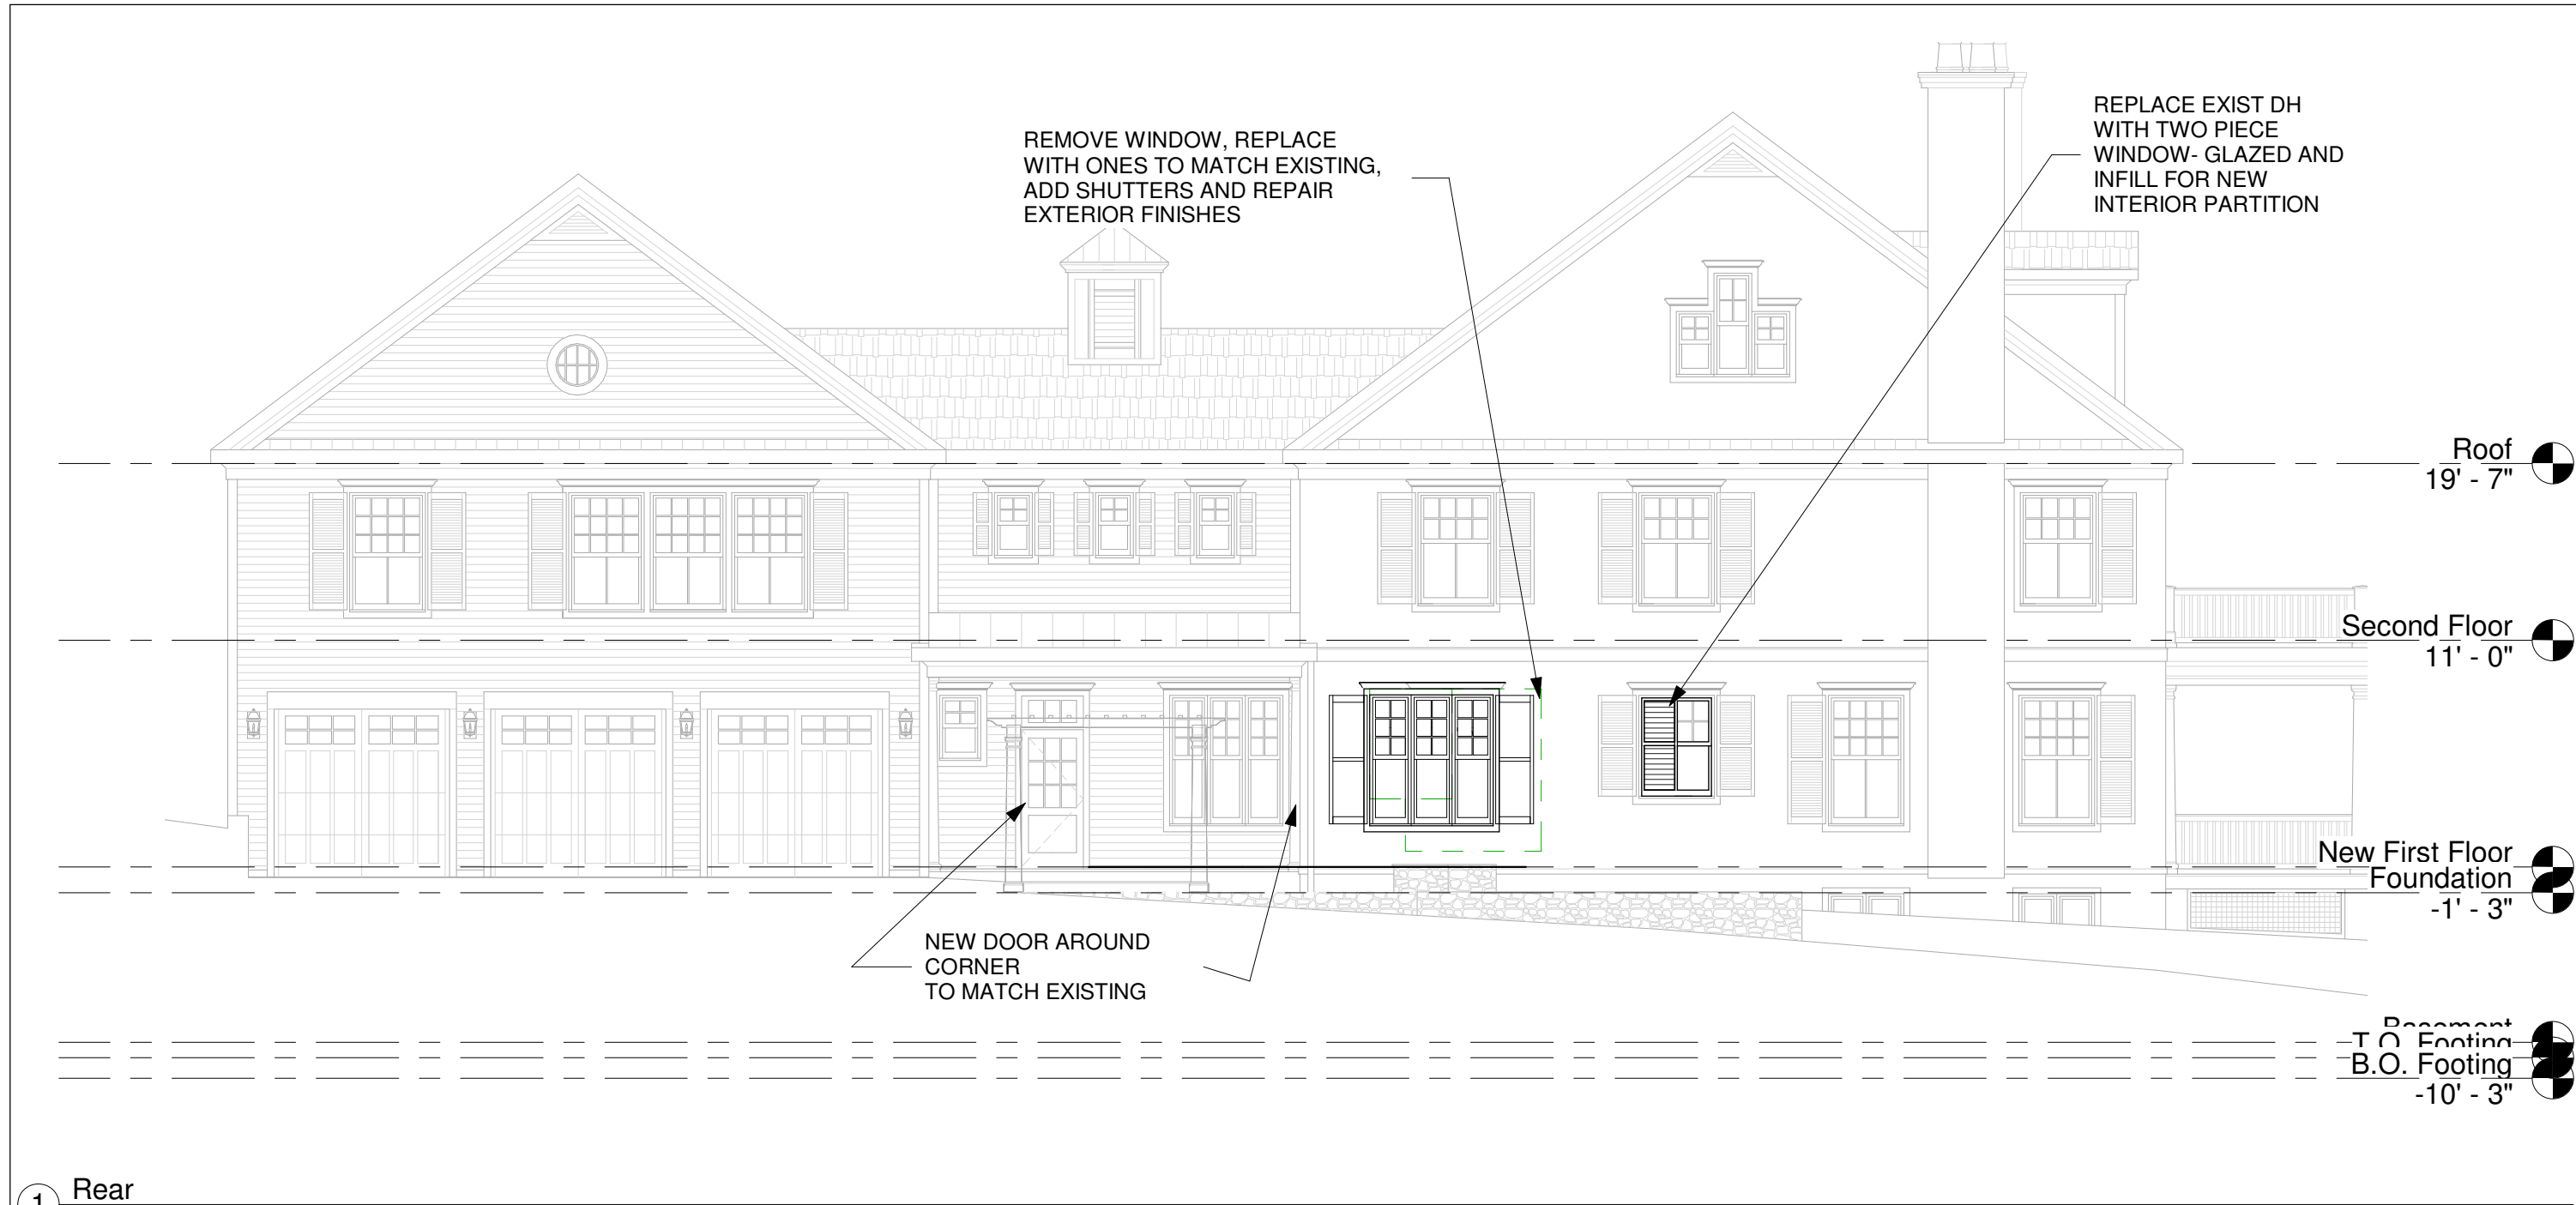 REMOVE WINDOW, REPLACE
WITH ONES TO MATCH EXISTING,
ADD SHUTTERS AND REPAIR
EXTERIOR FINISHES
REPLACE EXIST DH
WITH TWO PIECE
WINDOW- GLAZED AND
INFILL FOR NEW
INTERIOR PARTITION
Roof
19' - 7"
Second Floor
11' - 0"
New First Floor
Foundation
-1' - 3"
NEW DOOR AROUND
CORNER
TO MATCH EXISTING
Basement
T.O. Footing
B.O. Footing
-10' - 3"
1 Rear